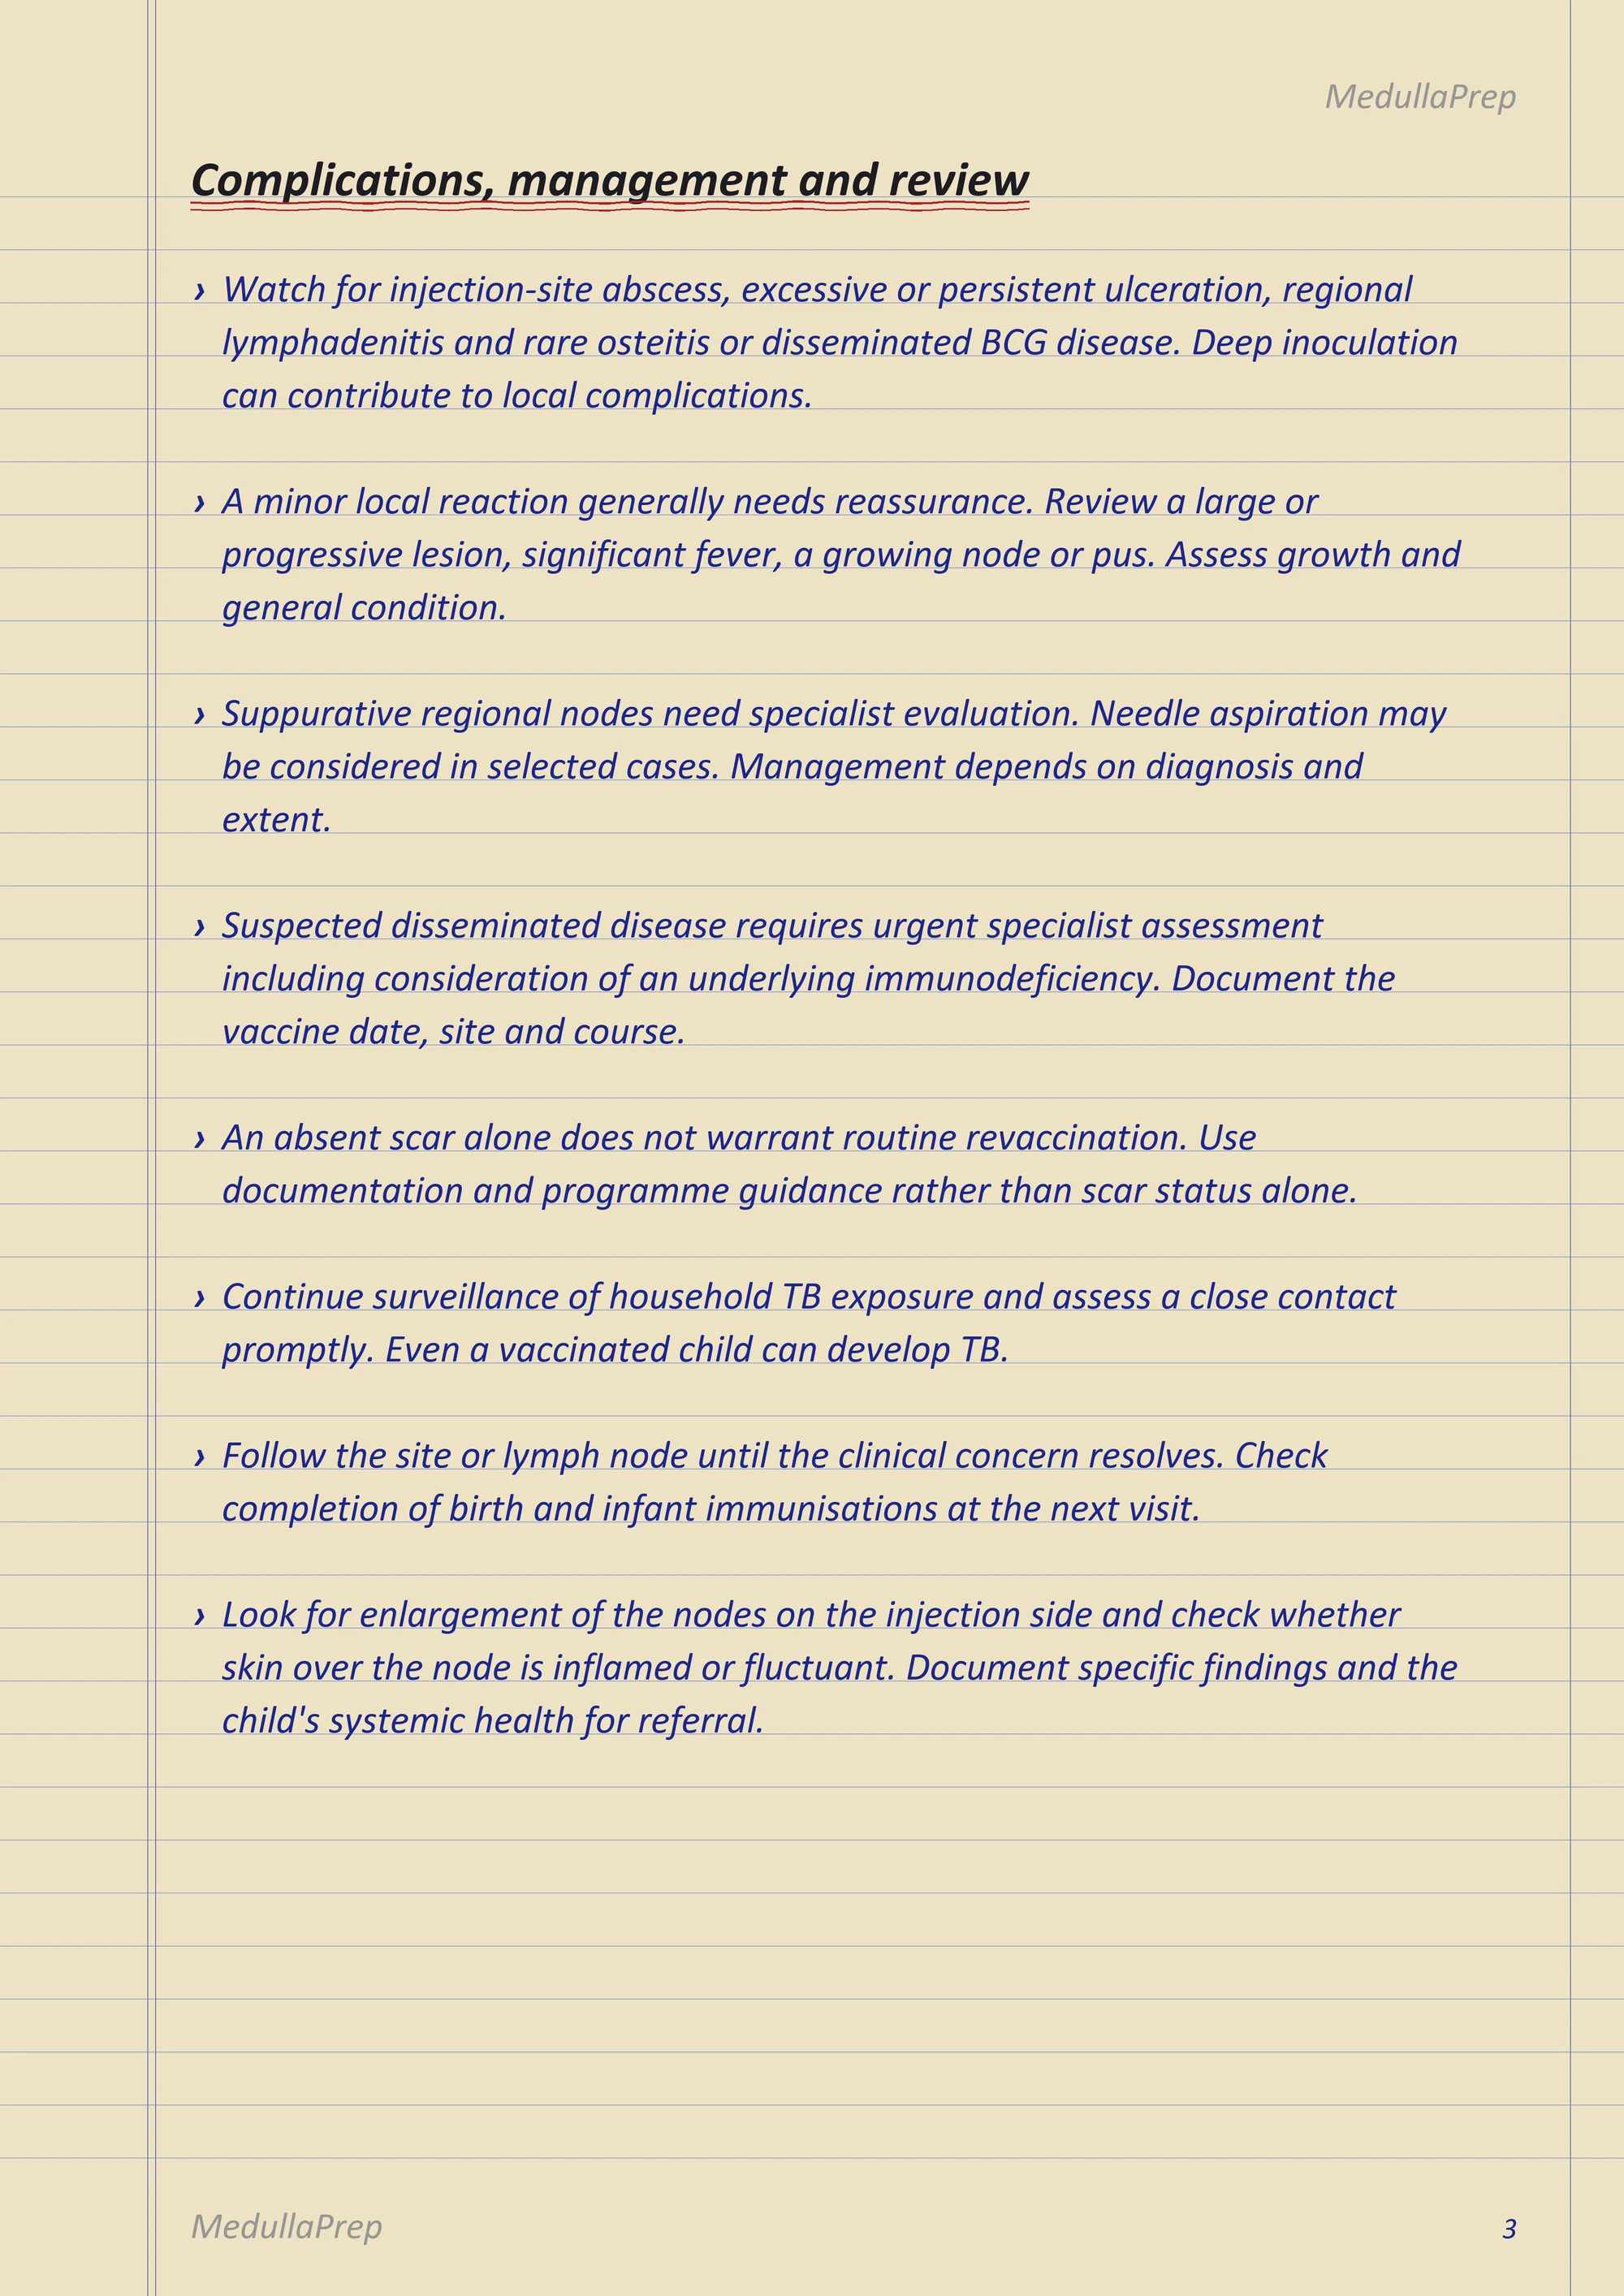 MedullaPrep
Complications, management and review
› Watch for injection-site abscess, excessive or persistent ulceration, regional
lymphadenitis and rare osteitis or disseminated BCG disease. Deep inoculation
can contribute to local complications.
› A minor local reaction generally needs reassurance. Review a large or
progressive lesion, significant fever, a growing node or pus. Assess growth and
general condition.
› Suppurative regional nodes need specialist evaluation. Needle aspiration may
be considered in selected cases. Management depends on diagnosis and
extent.
› Suspected disseminated disease requires urgent specialist assessment
including consideration of an underlying immunodeficiency. Document the
vaccine date, site and course.
› An absent scar alone does not warrant routine revaccination. Use
documentation and programme guidance rather than scar status alone.
› Continue surveillance of household TB exposure and assess a close contact
promptly. Even a vaccinated child can develop TB.
› Follow the site or lymph node until the clinical concern resolves. Check
completion of birth and infant immunisations at the next visit.
› Look for enlargement of the nodes on the injection side and check whether
skin over the node is inflamed or fluctuant. Document specific findings and the
child's systemic health for referral.
MedullaPrep
3